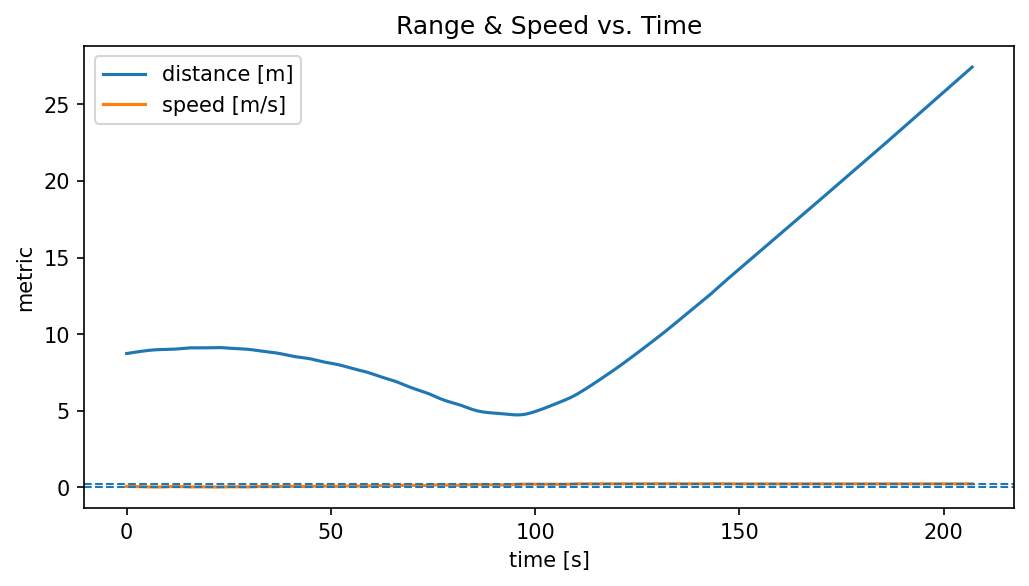 Range & Speed vs. Time
distance [m]
speed [m/s]
metric
25
20
15
10
5
0
0 50 100 150 200
time [s]